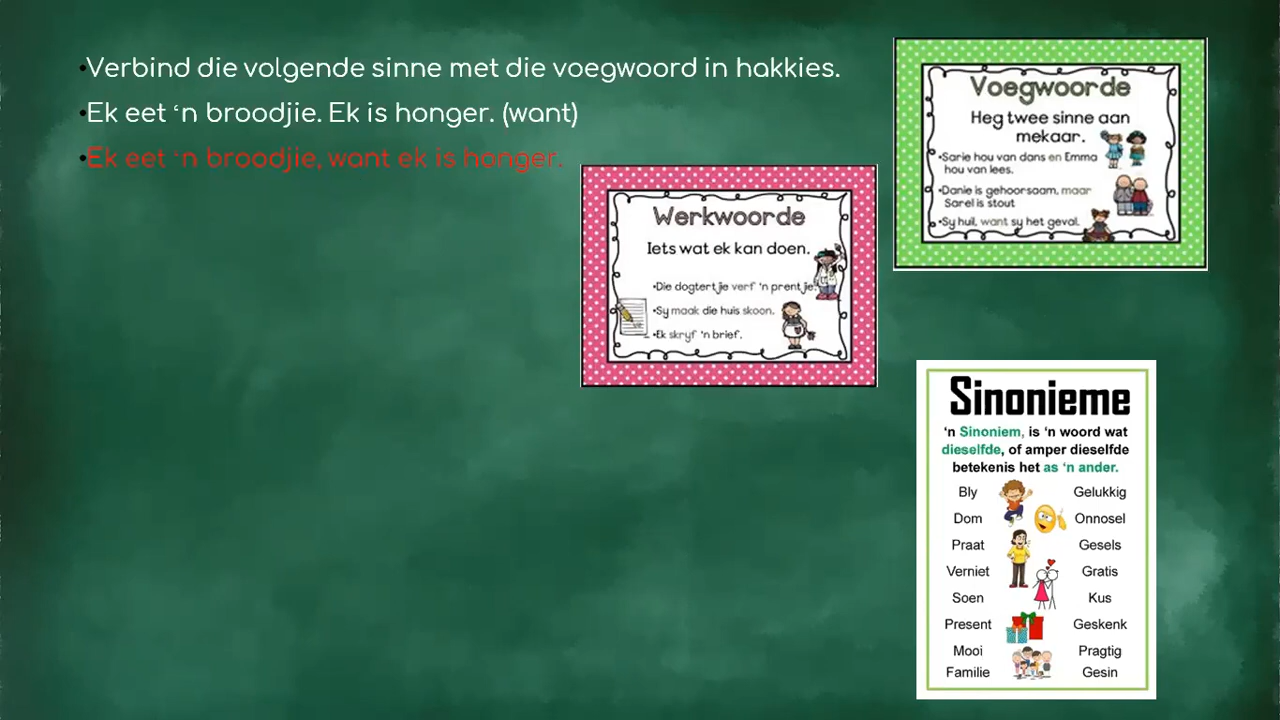 •Verbind die volgende sinne met die voegwoord in hakkies.
•Ek eet ‘n broodjie. Ek is honger. (want)
•Ek eet ‘n broodjie, want ek is honger.
Voegwoorde
Heg twee sinne aan
mekaar.
•Sarie hou van dans en Emma
hou van lees.
•Danie is gehoorsaam, maar
Sarel is stout
•Sy huil, want sy het geval.
Werkwoorde
Iets wat ek kan doen.
•Die dogtertjie verf ‘n prentjie.
•Sy maak die huis skoon.
•Ek skryf ‘n brief.
Sinonieme
‘n Sinoniem, is ‘n woord wat
dieselfde, of amper dieselfde
betekenis het as ‘n ander.
Bly Gelukkig
Dom Onnosel
Praat Gesels
Verniet Gratis
Soen Kus
Present Geskenk
Mooi Pragtig
Familie Gesin